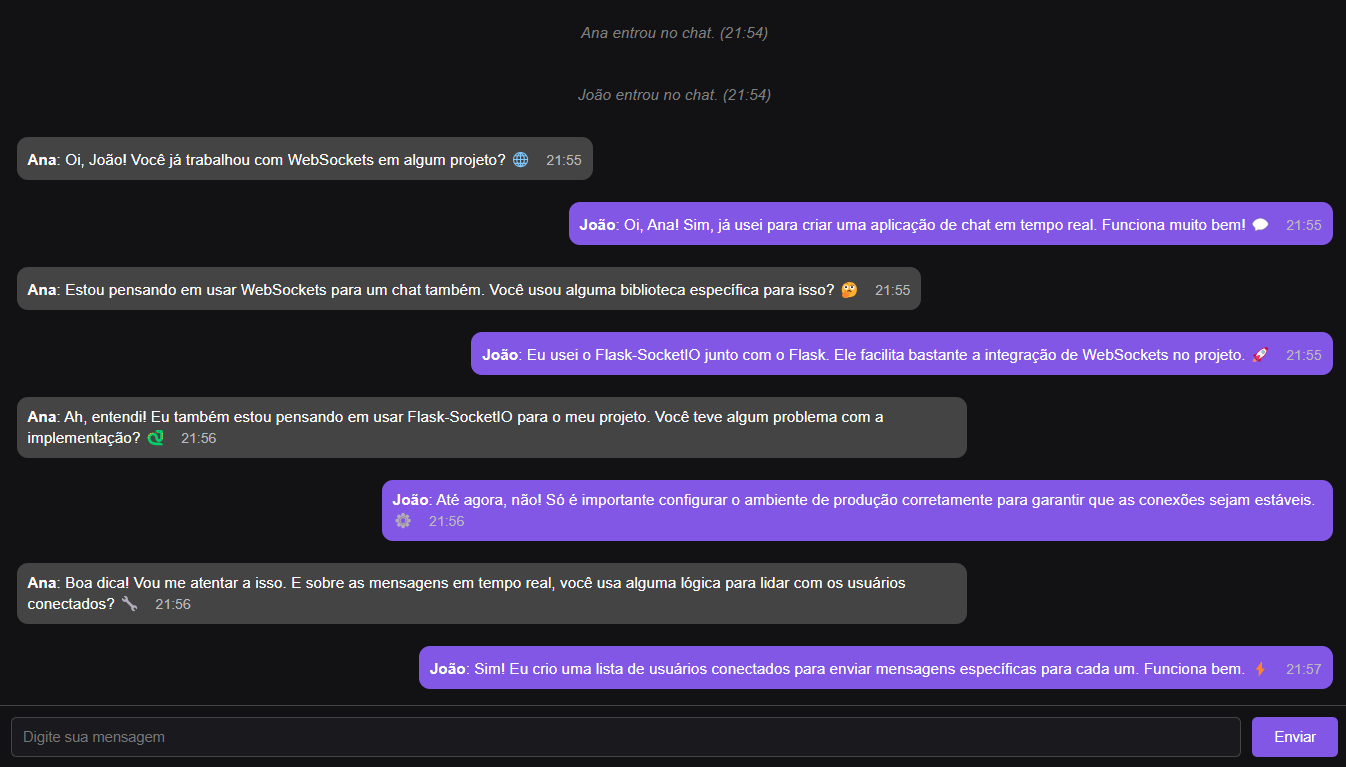 Ana entrou no chat. (21:54)
João entrou no chat. (21:54)
Ana: Oi, João! Você já trabalhou com WebSockets em algum projeto? 🌐 21:55
João: Oi, Ana! Sim, já usei para criar uma aplicação de chat em tempo real. Funciona muito bem! 💬 21:55
Ana: Estou pensando em usar WebSockets para um chat também. Você usou alguma biblioteca específica para isso? 🤔 21:55
João: Eu usei o Flask-SocketIO junto com o Flask. Ele facilita bastante a integração de WebSockets no projeto. 🚀 21:55
Ana: Ah, entendi! Eu também estou pensando em usar Flask-SocketIO para o meu projeto. Você teve algum problema com a
implementação? 🐍 21:56
João: Até agora, não! Só é importante configurar o ambiente de produção corretamente para garantir que as conexões sejam estáveis.
⚙️ 21:56
Ana: Boa dica! Vou me atentar a isso. E sobre as mensagens em tempo real, você usa alguma lógica para lidar com os usuários
conectados? 🔧 21:56
João: Sim! Eu crio uma lista de usuários conectados para enviar mensagens específicas para cada um. Funciona bem. ⚡ 21:57
Digite sua mensagem
Enviar